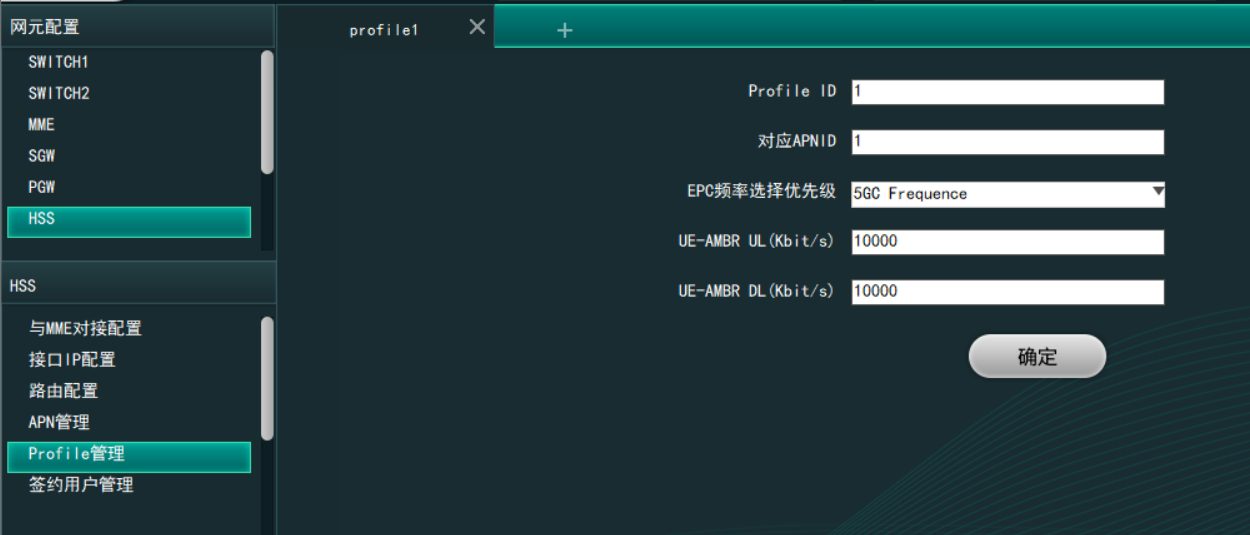 网元配置
SWITCH1
SWITCH2
MME
SGW
PGW
HSS
HSS
与MME对接配置
接口IP配置
路由配置
APN管理
Profile管理
签约用户管理
profile1
Profile ID 1
对应APNID 1
EPC频率选择优先级 5GC Frequence
UE-AMBR UL(Kbit/s) 10000
UE-AMBR DL(Kbit/s) 10000
确定